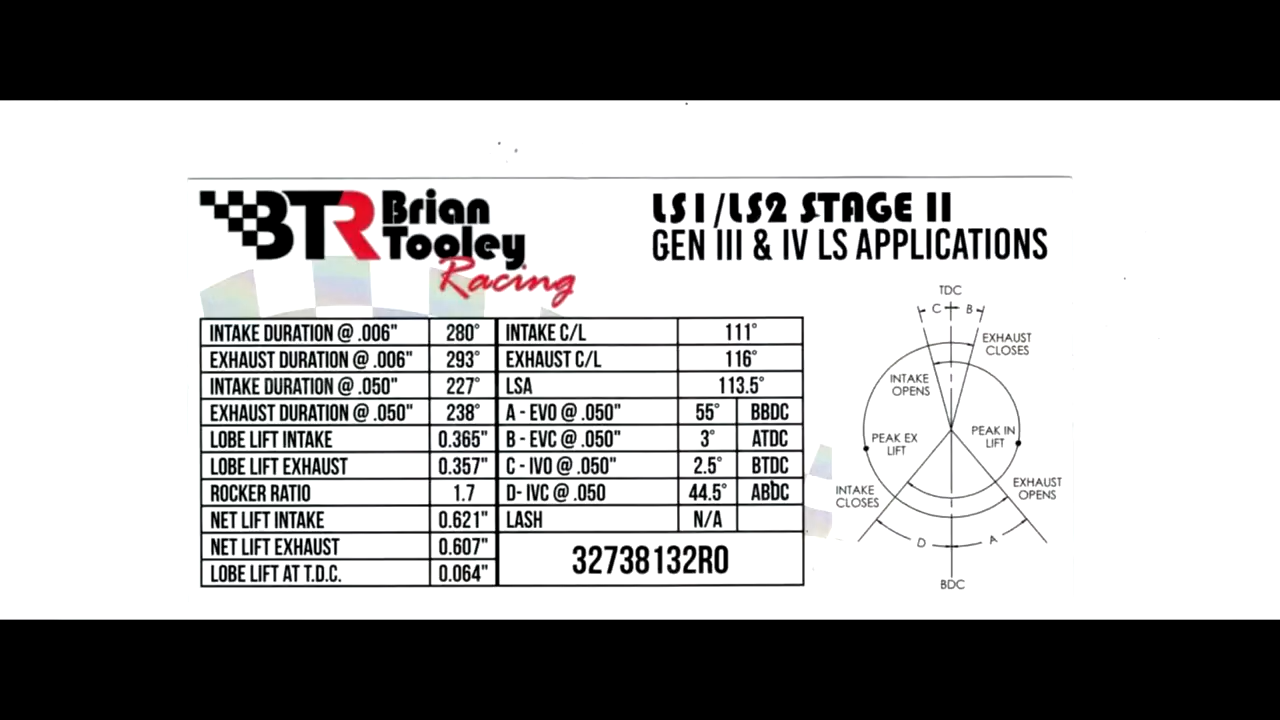 BTR Brian
Tooley
Racing
LS1/LS2 STAGE II
GEN III & IV LS APPLICATIONS
INTAKE DURATION @ .006" 280° INTAKE C/L 111°
EXHAUST DURATION @ .006" 293° EXHAUST C/L 116°
INTAKE DURATION @ .050" 227° LSA 113.5°
EXHAUST DURATION @ .050" 238° A - EVO @ .050" 55° BBDC
LOBE LIFT INTAKE 0.365" B - EVC @ .050" 3° ATDC
LOBE LIFT EXHAUST 0.357" C - IVO @ .050" 2.5° BTDC
ROCKER RATIO 1.7 D- IVC @ .050 44.5° ABDC
NET LIFT INTAKE 0.621" LASH N/A
NET LIFT EXHAUST 0.607"
LOBE LIFT AT T.D.C. 0.064"
32738132R0
TDC
C B
EXHAUST
CLOSES
INTAKE
OPENS
PEAK EX
LIFT
PEAK IN
LIFT
INTAKE
CLOSES
EXHAUST
OPENS
D A
BDC